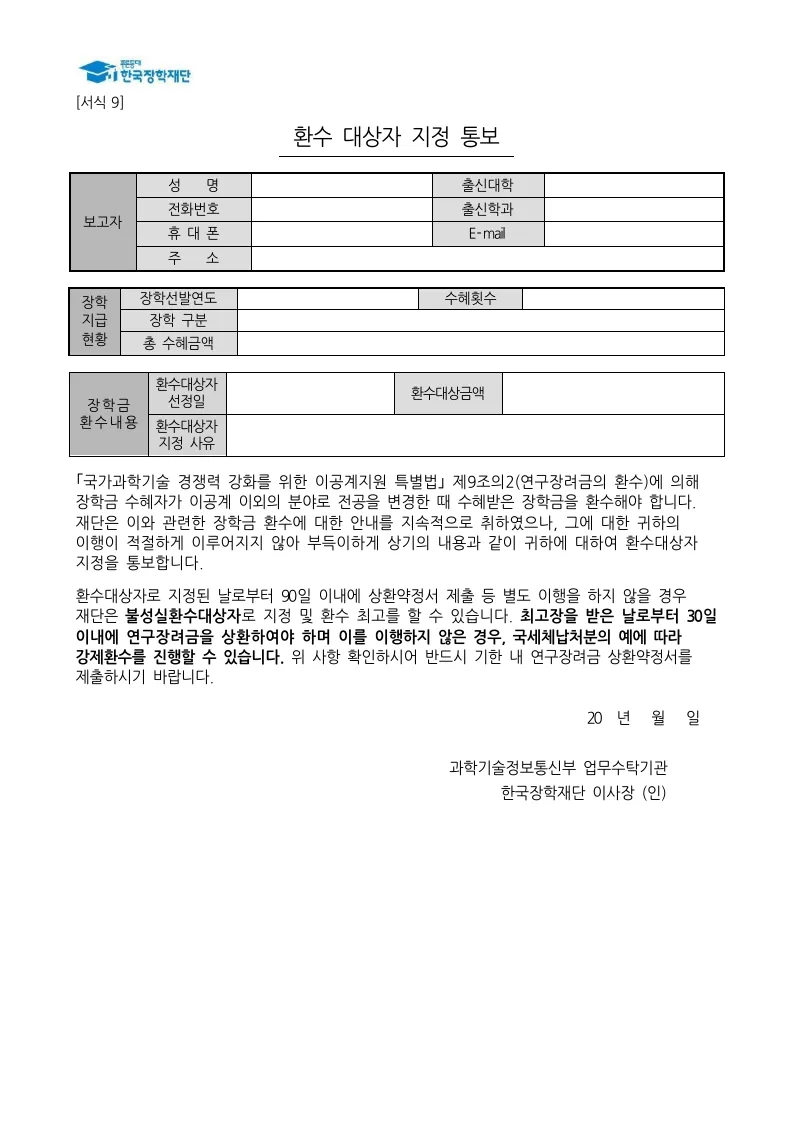 푸른등대
한국장학재단
[서식 9]
환수 대상자 지정 통보
보고자
성 명
출신대학
전화번호
출신학과
휴 대 폰
E-mail
주 소
장학
지급
현황
장학선발연도
수혜횟수
장학 구분
총 수혜금액
장학금
환수내용
환수대상자
선정일
환수대상금액
환수대상자
지정 사유
「국가과학기술 경쟁력 강화를 위한 이공계지원 특별법」 제9조의2(연구장려금의 환수)에 의해
장학금 수혜자가 이공계 이외의 분야로 전공을 변경한 때 수혜받은 장학금을 환수해야 합니다.
재단은 이와 관련한 장학금 환수에 대한 안내를 지속적으로 취하였으나, 그에 대한 귀하의
이행이 적절하게 이루어지지 않아 부득이하게 상기의 내용과 같이 귀하에 대하여 환수대상자
지정을 통보합니다.
환수대상자로 지정된 날로부터 90일 이내에 상환약정서 제출 등 별도 이행을 하지 않을 경우
재단은 불성실환수대상자로 지정 및 환수 최고를 할 수 있습니다. 최고장을 받은 날로부터 30일
이내에 연구장려금을 상환하여야 하며 이를 이행하지 않은 경우, 국세체납처분의 예에 따라
강제환수를 진행할 수 있습니다. 위 사항 확인하시어 반드시 기한 내 연구장려금 상환약정서를
제출하시기 바랍니다.
20 년 월 일
과학기술정보통신부 업무수탁기관
한국장학재단 이사장 (인)